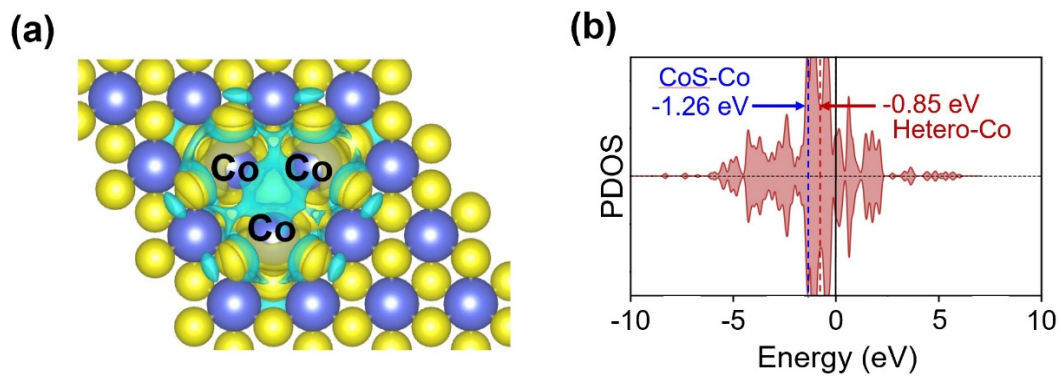 (a)
Co Co
Co
(b)
CoS-Co
-1.26 eV
-0.85 eV
Hetero-Co
PDOS
-10 -5 0 5 10
Energy (eV)